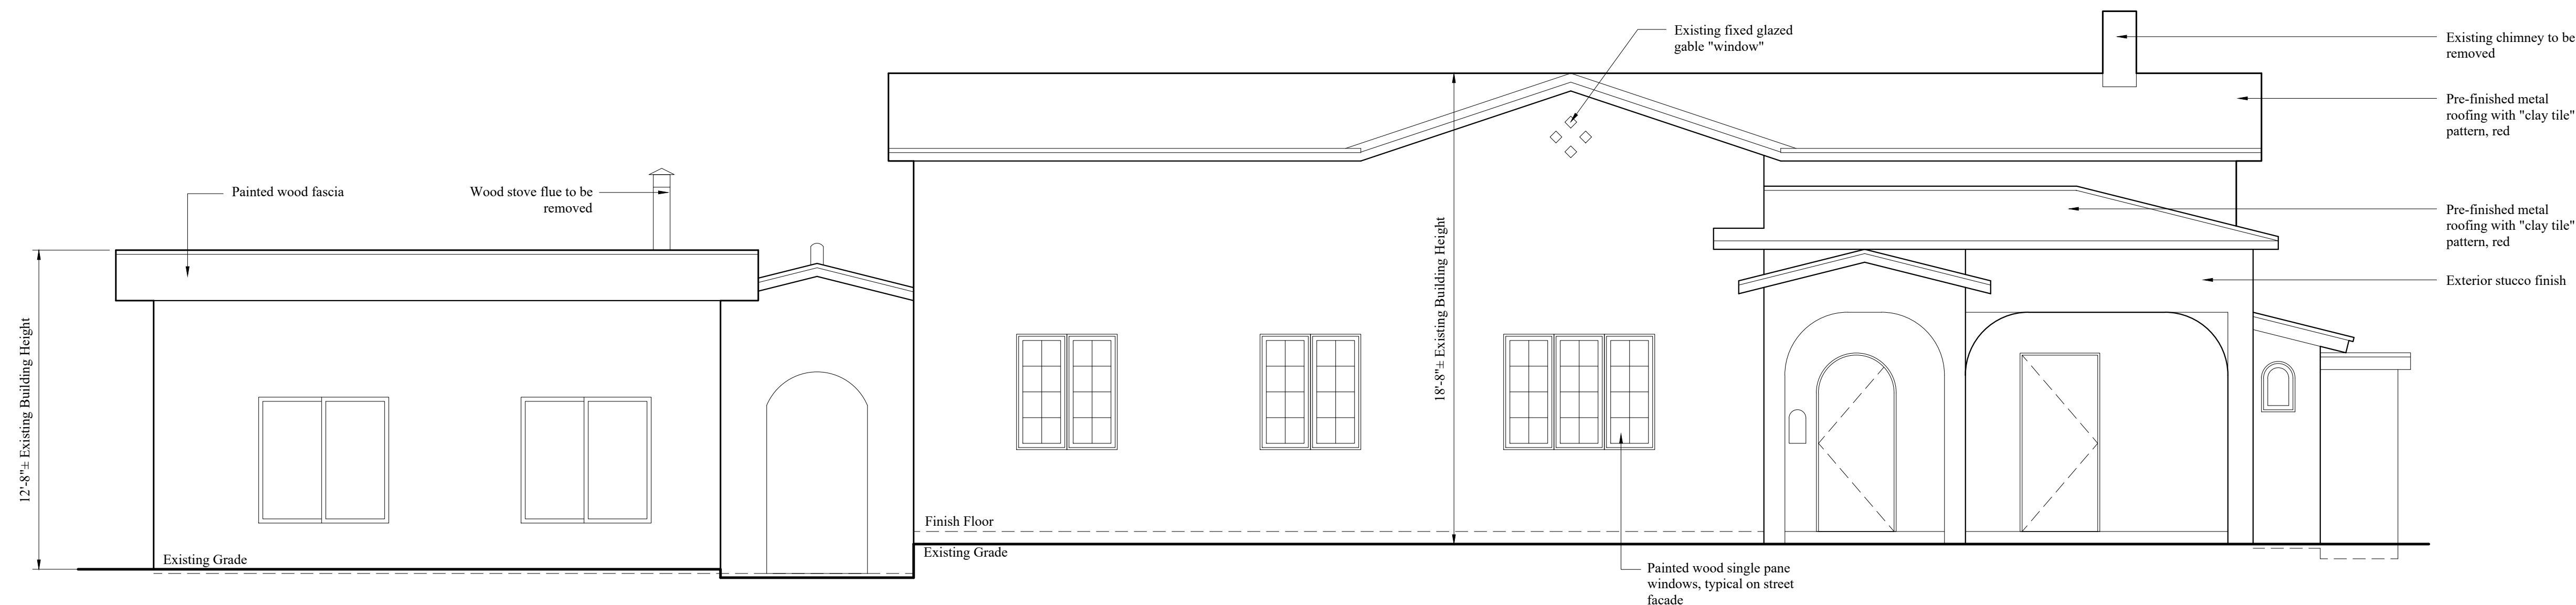 Existing fixed glazed
gable "window"
Existing chimney to be
removed
Pre-finished metal
roofing with "clay tile"
pattern, red
Painted wood fascia
Wood stove flue to be
removed
Pre-finished metal
roofing with "clay tile"
pattern, red
Exterior stucco finish
12'-8"± Existing Building Height
18'-8"± Existing Building Height
Finish Floor
Existing Grade
Existing Grade
Painted wood single pane
windows, typical on street
facade